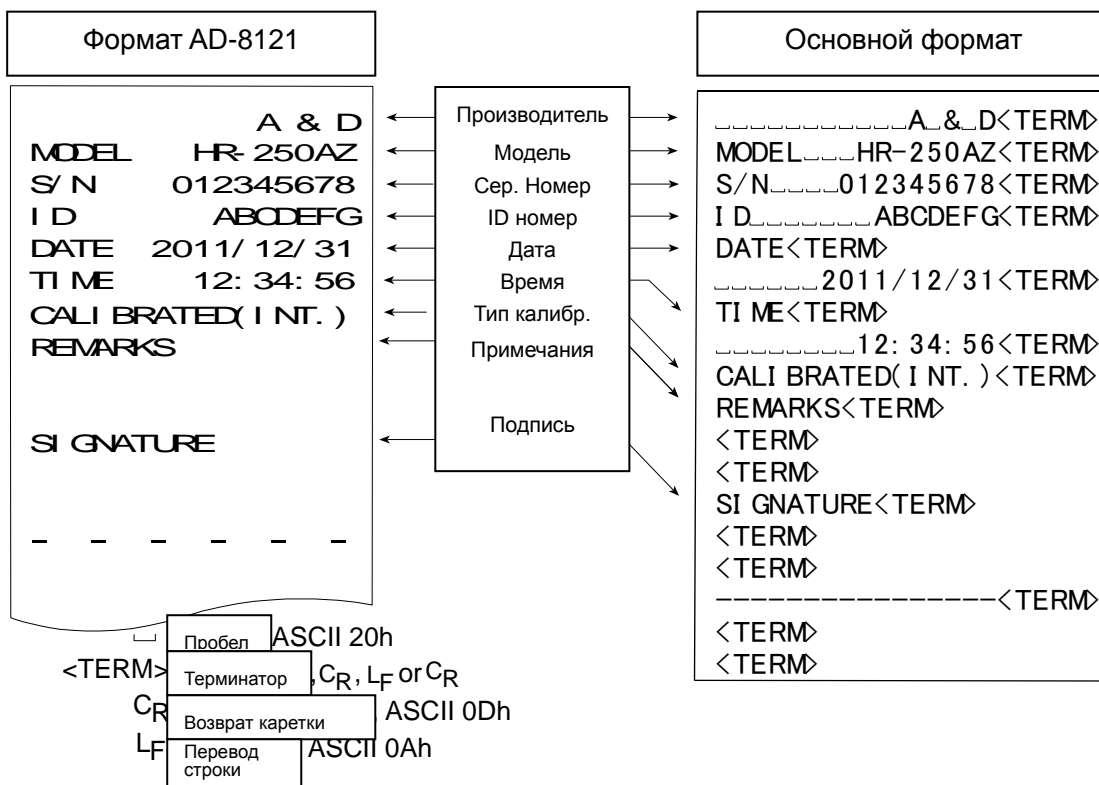 Формат AD-8121
A & D
MODEL HR-250AZ
S/N 012345678
ID ABCDEFG
DATE 2011/12/31
TIME 12:34:56
CALIBRATED(INT.)
REMARKS
SIGNATURE
– – – – – –
Производитель
Модель
Сер. Номер
ID номер
Дата
Время
Тип калибр.
Примечания
Подпись
Основной формат
␣␣␣␣␣␣␣␣␣␣␣␣␣A␣&␣D<TERM>
MODEL␣␣␣HR-250AZ<TERM>
S/N␣␣␣␣012345678<TERM>
ID␣␣␣␣␣␣␣ABCDEFG<TERM>
DATE<TERM>
␣␣␣␣␣␣2011/12/31<TERM>
TIME<TERM>
␣␣␣␣␣␣␣␣12:34:56<TERM>
CALIBRATED(INT.)<TERM>
REMARKS<TERM>
<TERM>
<TERM>
SIGNATURE<TERM>
<TERM>
<TERM>
----------------<TERM>
<TERM>
<TERM>
␣ Пробел ASCII 20h
<TERM> Терминатор , CR, LF or CR
CR Возврат каретки , ASCII 0Dh
LF Перевод строки ASCII 0Ah